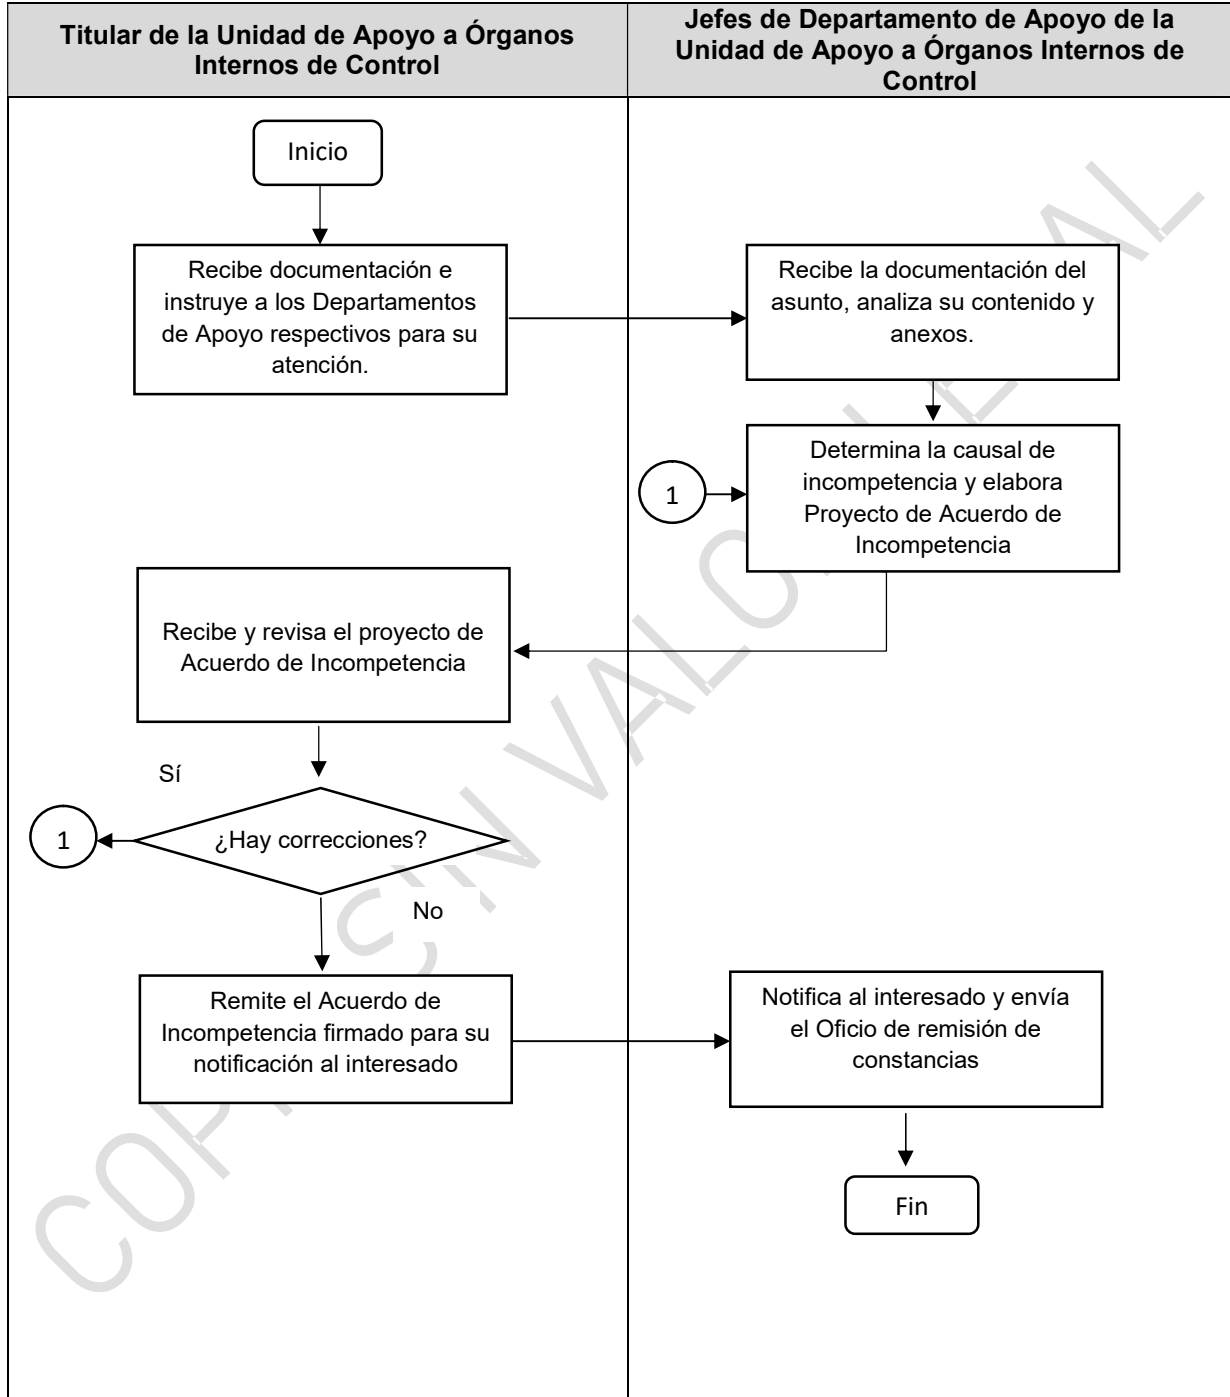 Titular de la Unidad de Apoyo a Órganos
Internos de Control
Jefes de Departamento de Apoyo de la
Unidad de Apoyo a Órganos Internos de
Control
Inicio
Recibe documentación e
instruye a los Departamentos
de Apoyo respectivos para su
atención.
Recibe la documentación del
asunto, analiza su contenido y
anexos.
Determina la causal de
incompetencia y elabora
Proyecto de Acuerdo de
Incompetencia
1
Recibe y revisa el proyecto de
Acuerdo de Incompetencia
Sí
¿Hay correcciones?
1
No
Remite el Acuerdo de
Incompetencia firmado para su
notificación al interesado
Notifica al interesado y envía
el Oficio de remisión de
constancias
Fin
COPIA SIN VALOR LEGAL